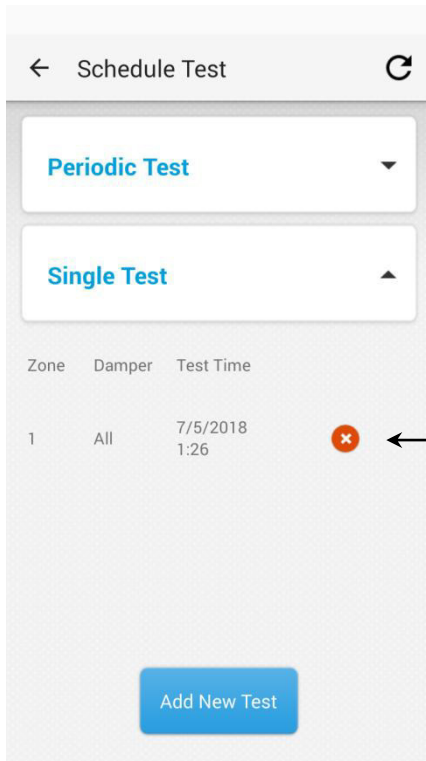 Schedule Test
Periodic Test
Single Test
Zone Damper Test Time
1 All 7/5/2018
1:26
Add New Test